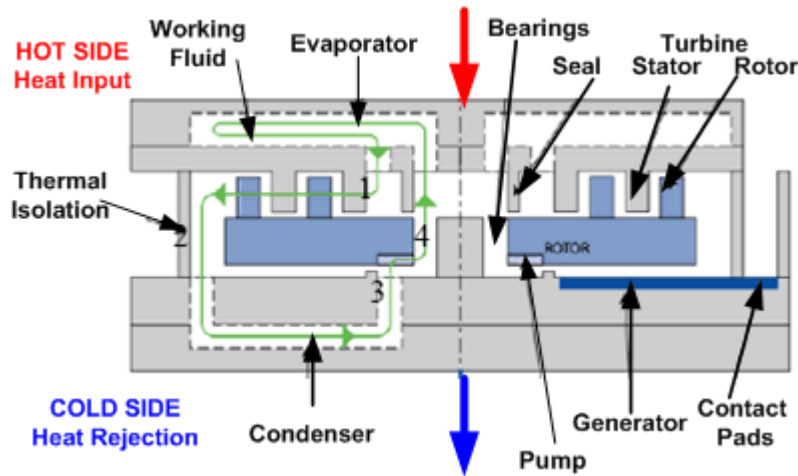 HOT SIDE
Heat Input
Working
Fluid
Evaporator
Bearings
Seal
Turbine
Stator
Rotor
Thermal
Isolation
1
2
4
3
ROTOR
COLD SIDE
Heat Rejection
Condenser
Pump
Generator
Contact
Pads